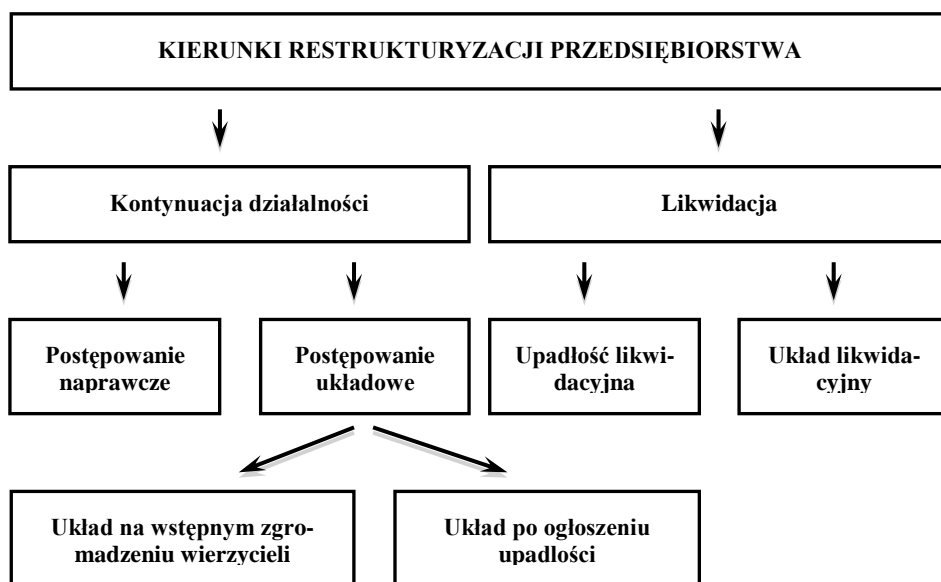 KIERUNKI RESTRUKTURYZACJI PRZEDSIĘBIORSTWA
Kontynuacja działalności
Likwidacja
Postępowanie
naprawcze
Postępowanie
układowe
Upadłość likwi-
dacyjna
Układ likwida-
cyjny
Układ na wstępnym zgro-
madzeniu wierzycieli
Układ po ogłoszeniu
upadłości